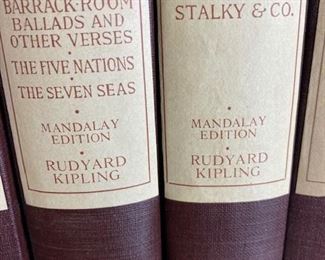 BARRACK-ROOM
BALLADS AND
OTHER VERSES
• THE FIVE NATIONS
• THE SEVEN SEAS
•
MANDALAY
EDITION
•
RUDYARD
KIPLING
STALKY & CO.
•
MANDALAY
EDITION
•
RUDYARD
KIPLING